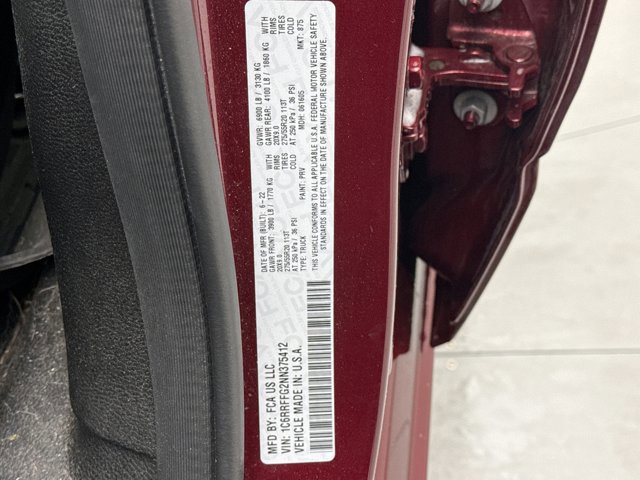 MFD BY: FCA US LLC
VIN: 1C6RRFFG2NN375412
VEHICLE MADE IN: U.S.A.
DATE OF MFR (BUILT): 6-22
GAWR FRONT: 3900 LB / 1770 KG WITH
20X9.0 RIMS
275/55R20 113T TIRES
AT 250 kPa / 36 PSI COLD
TYPE: TRUCK PAINT: PRV
GVWR: 6900 LB / 3130 KG
GAWR REAR: 4100 LB / 1860 KG WITH
20X9.0 RIMS
275/55R20 113T TIRES
AT 250 kPa / 36 PSI COLD
MDH: 061605 MKT: 875
THIS VEHICLE CONFORMS TO ALL APPLICABLE U.S.A. FEDERAL MOTOR VEHICLE SAFETY
STANDARDS IN EFFECT ON THE DATE OF MANUFACTURE SHOWN ABOVE.